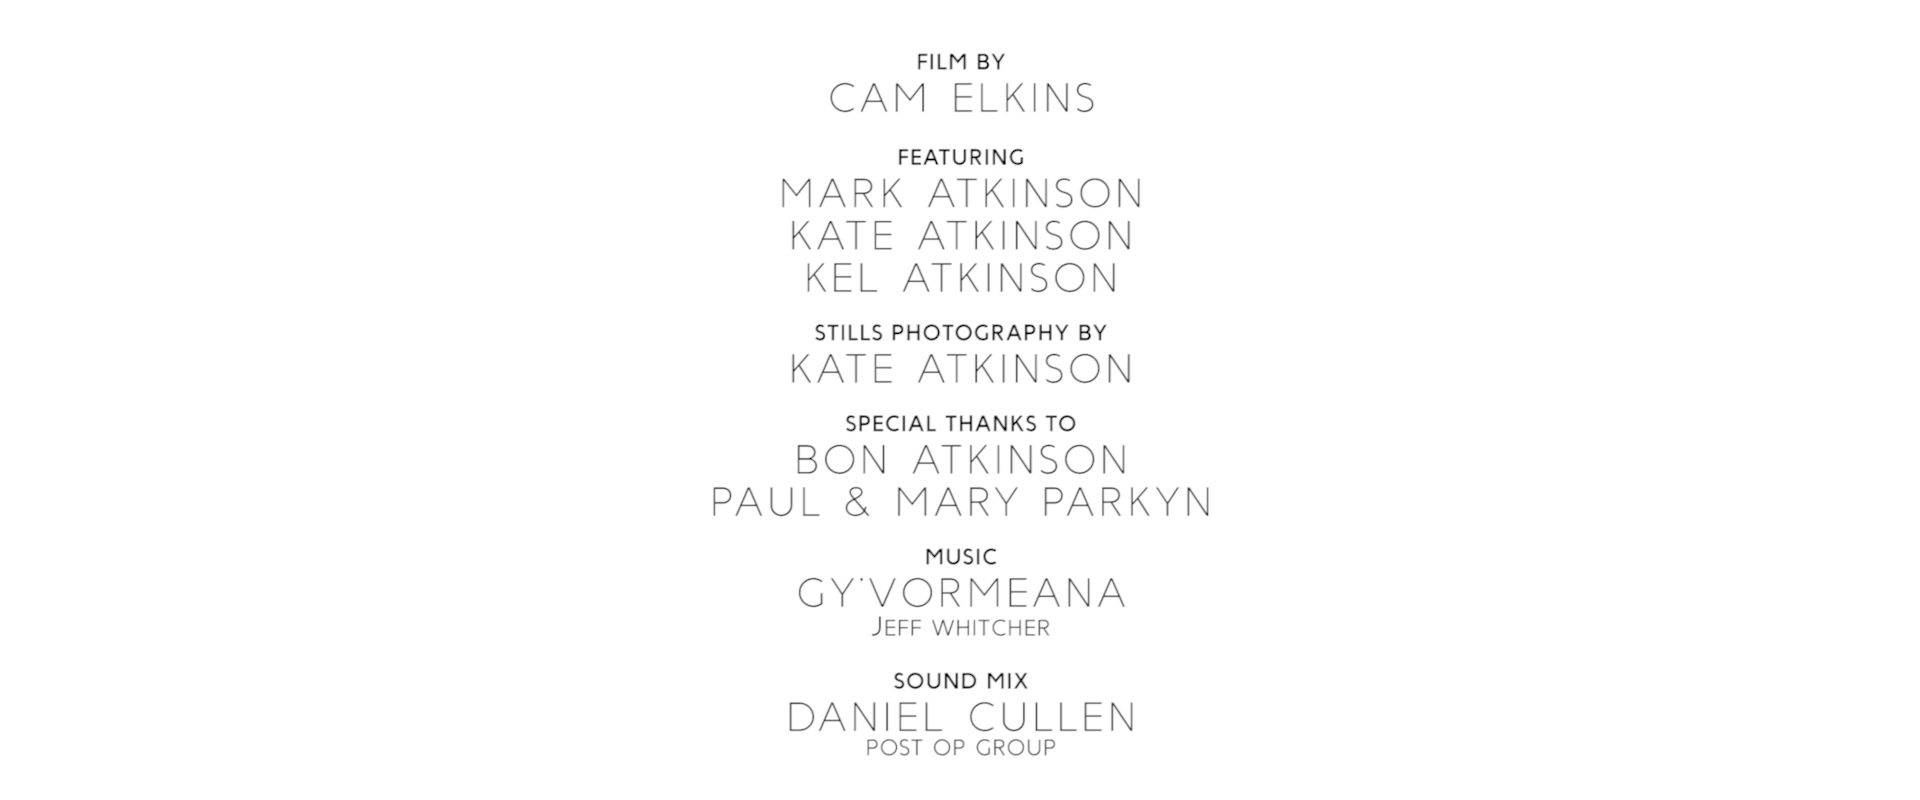 FILM BY
CAM ELKINS
FEATURING
MARK ATKINSON
KATE ATKINSON
KEL ATKINSON
STILLS PHOTOGRAPHY BY
KATE ATKINSON
SPECIAL THANKS TO
BON ATKINSON
PAUL & MARY PARKYN
MUSIC
GY'VORMEANA
JEFF WHITCHER
SOUND MIX
DANIEL CULLEN
POST OP GROUP